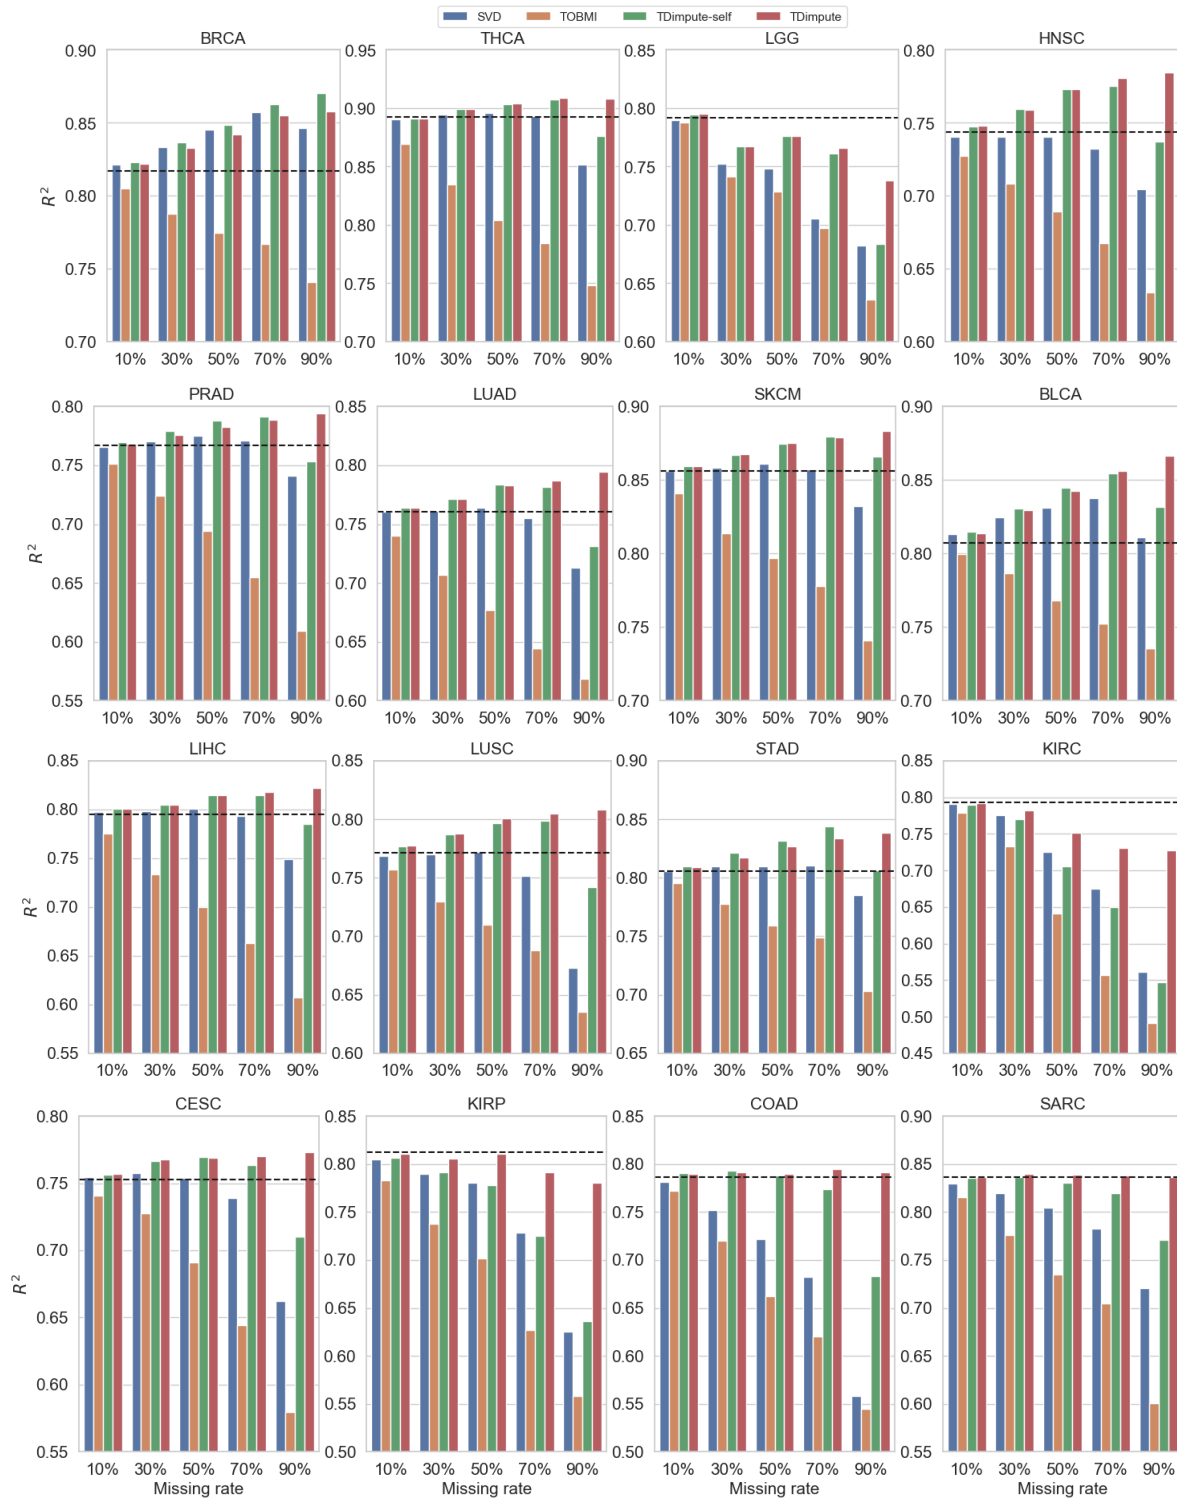 SVD TOBMI TDimpute-self TDimpute
BRCA THCA LGG HNSC
0.90 0.95 0.85 0.80
0.90 0.80 0.75
0.85 0.85 0.75 0.70
0.80 0.80 0.70
0.75 0.75 0.65 0.65
R²
0.70 0.70 0.60 0.60
10% 30% 50% 70% 90% 10% 30% 50% 70% 90% 10% 30% 50% 70% 90% 10% 30% 50% 70% 90%
PRAD LUAD SKCM BLCA
0.80 0.85 0.90 0.90
0.75 0.80 0.85 0.85
0.70 0.75
0.65 0.70 0.80 0.80
0.60 0.65 0.75 0.75
R²
0.55 0.60 0.70 0.70
10% 30% 50% 70% 90% 10% 30% 50% 70% 90% 10% 30% 50% 70% 90% 10% 30% 50% 70% 90%
LIHC LUSC STAD KIRC
0.85 0.85 0.90 0.85
0.80 0.80 0.85 0.80
0.75 0.75 0.80 0.75
0.70 0.70 0.75 0.70
0.65 0.65 0.70 0.65
0.60 0.60
0.55
0.50
R²
0.55 0.60 0.65 0.45
10% 30% 50% 70% 90% 10% 30% 50% 70% 90% 10% 30% 50% 70% 90% 10% 30% 50% 70% 90%
CESC KIRP COAD SARC
0.80 0.85 0.85 0.90
0.75 0.80 0.80 0.85
0.70 0.75 0.75 0.80
0.65 0.70 0.70 0.75
0.60 0.65 0.65 0.70
0.60 0.60 0.65
0.55 0.55 0.60
R²
0.55 0.50 0.50 0.55
10% 30% 50% 70% 90% 10% 30% 50% 70% 90% 10% 30% 50% 70% 90% 10% 30% 50% 70% 90%
Missing rate Missing rate Missing rate Missing rate